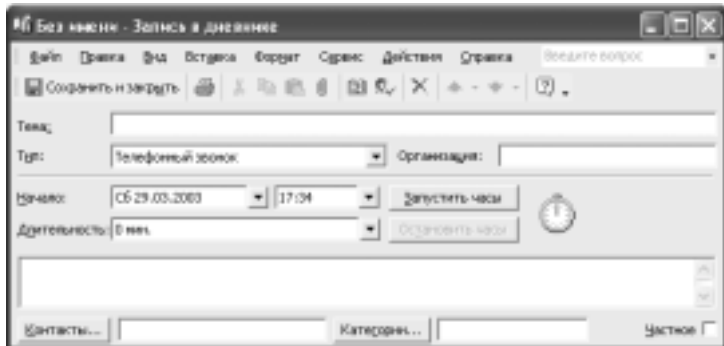 Без имени - Запись в дневнике
Файл Правка Вид Вставка Формат Сервис Действия Справка Введите вопрос
Сохранить и закрыть
Тема:
Тип: Телефонный звонок Организация:
Начало: Сб 29.03.2003 17:34 Запустить часы
Длительность: 0 мин. Остановить часы
Контакты... Категории... Частное